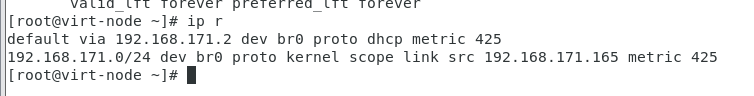 valid_lft forever preferred_lft forever
[root@virt-node ~]# ip r
default via 192.168.171.2 dev br0 proto dhcp metric 425
192.168.171.0/24 dev br0 proto kernel scope link src 192.168.171.165 metric 425
[root@virt-node ~]#